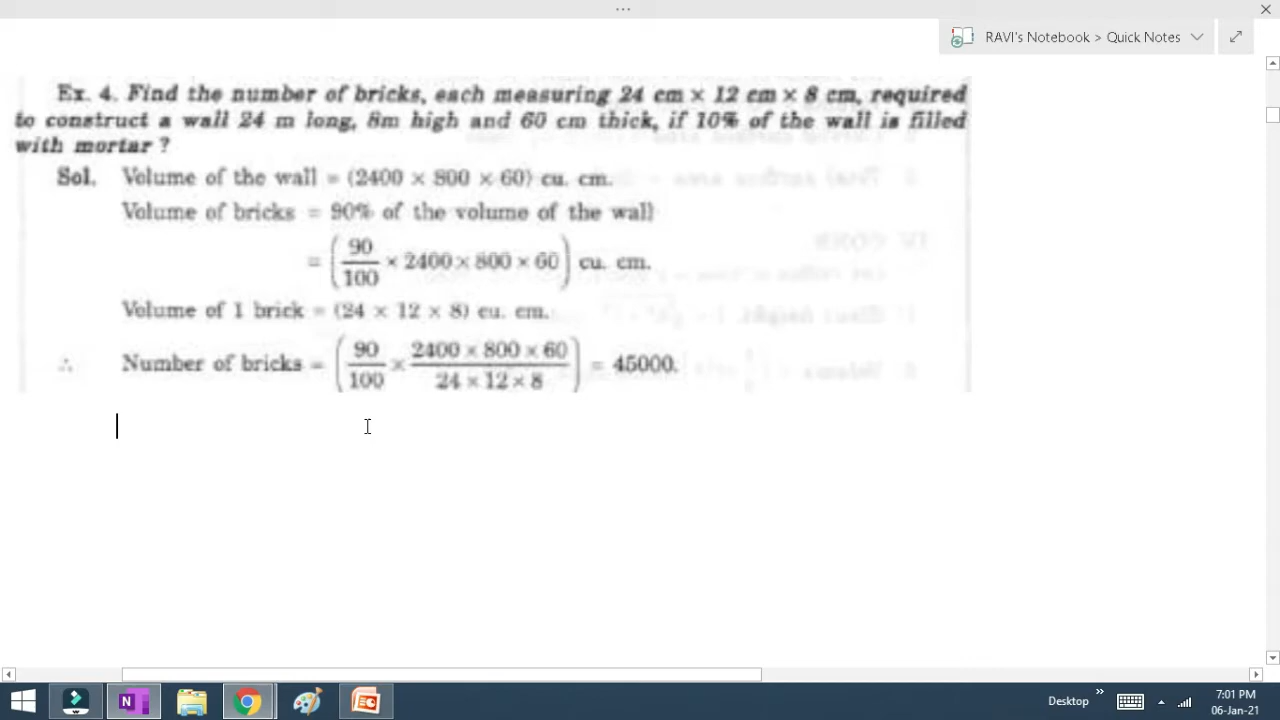 ...
RAVI's Notebook > Quick Notes
Ex. 4. Find the number of bricks, each measuring 24 cm × 12 cm × 8 cm, required
to construct a wall 24 m long, 8m high and 60 cm thick, if 10% of the wall is filled
with mortar ?
Sol. Volume of the wall = (2400 × 800 × 60) cu. cm.
Volume of bricks = 90% of the volume of the wall
= (90/100 × 2400 × 800 × 60) cu. cm.
Volume of 1 brick = (24 × 12 × 8) cu. cm.
∴ Number of bricks = (90/100 × 2400 × 800 × 60 / 24 × 12 × 8) = 45000.
Desktop
7:01 PM
06-Jan-21